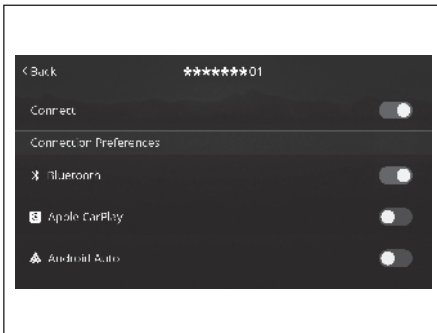 < Back *******01
Connect
Connection Preferences
Bluetooth
Apple CarPlay
Android Auto